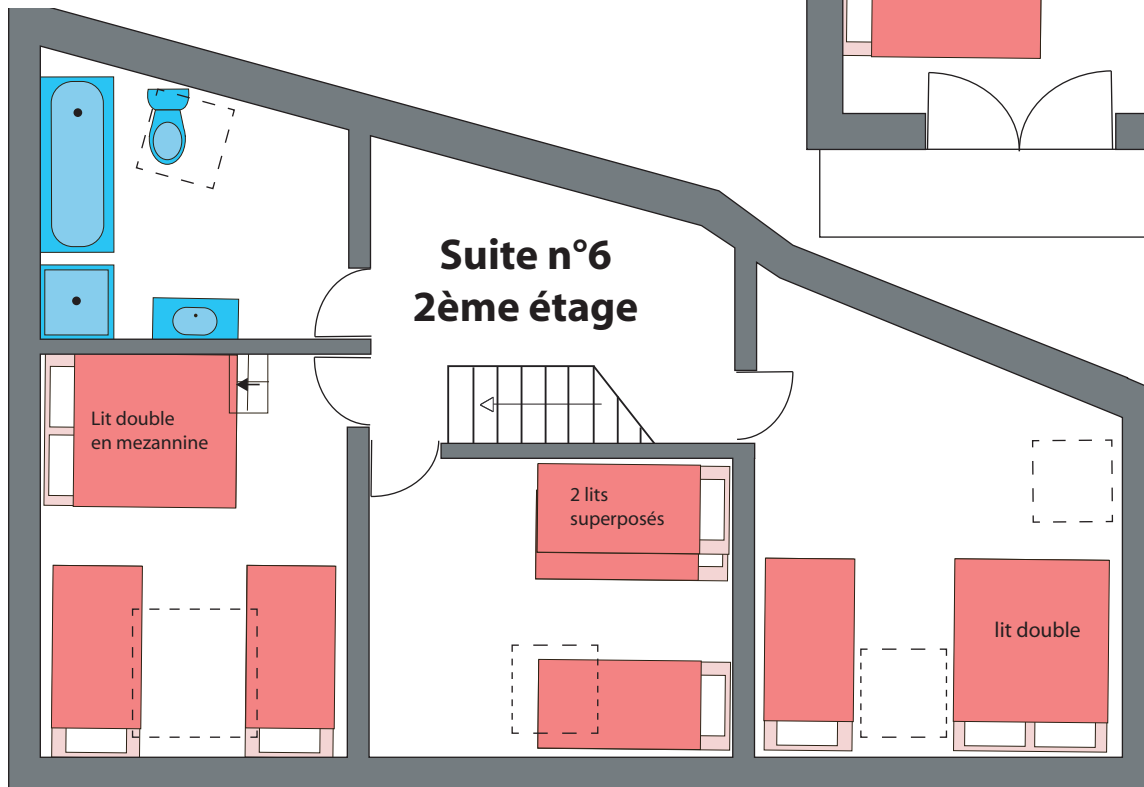 Suite n°6
2ème étage
Lit double
en mezannine
2 lits
superposés
lit double